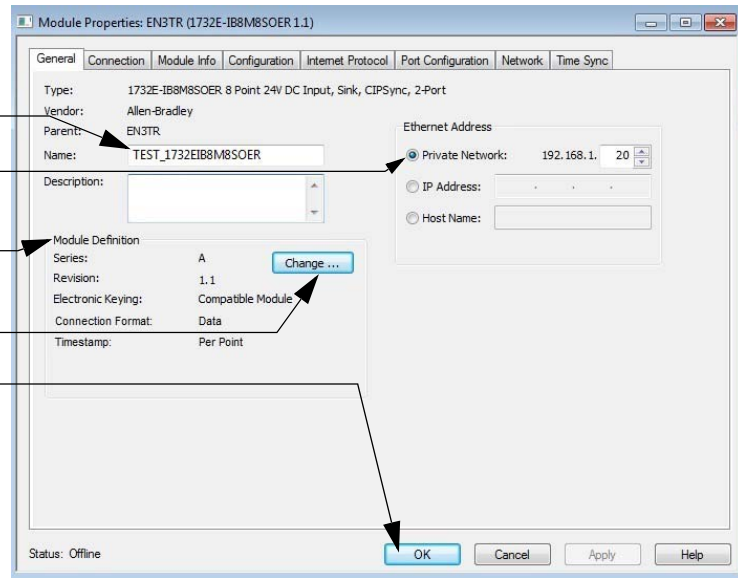 Module Properties: EN3TR (1732E-IB8M8SOER 1.1)
General Connection Module Info Configuration Internet Protocol Port Configuration Network Time Sync
Type: 1732E-IB8M8SOER 8 Point 24V DC Input, Sink, CIPSync, 2-Port
Vendor: Allen-Bradley
Parent: EN3TR
Name: TEST_1732EIB8M8SOER
Description:
Ethernet Address
Private Network: 192.168.1. 20
IP Address: . . .
Host Name:
Module Definition
Series: A
Change ...
Revision: 1.1
Electronic Keying: Compatible Module
Connection Format: Data
Timestamp: Per Point
Status: Offline
OK Cancel Apply Help